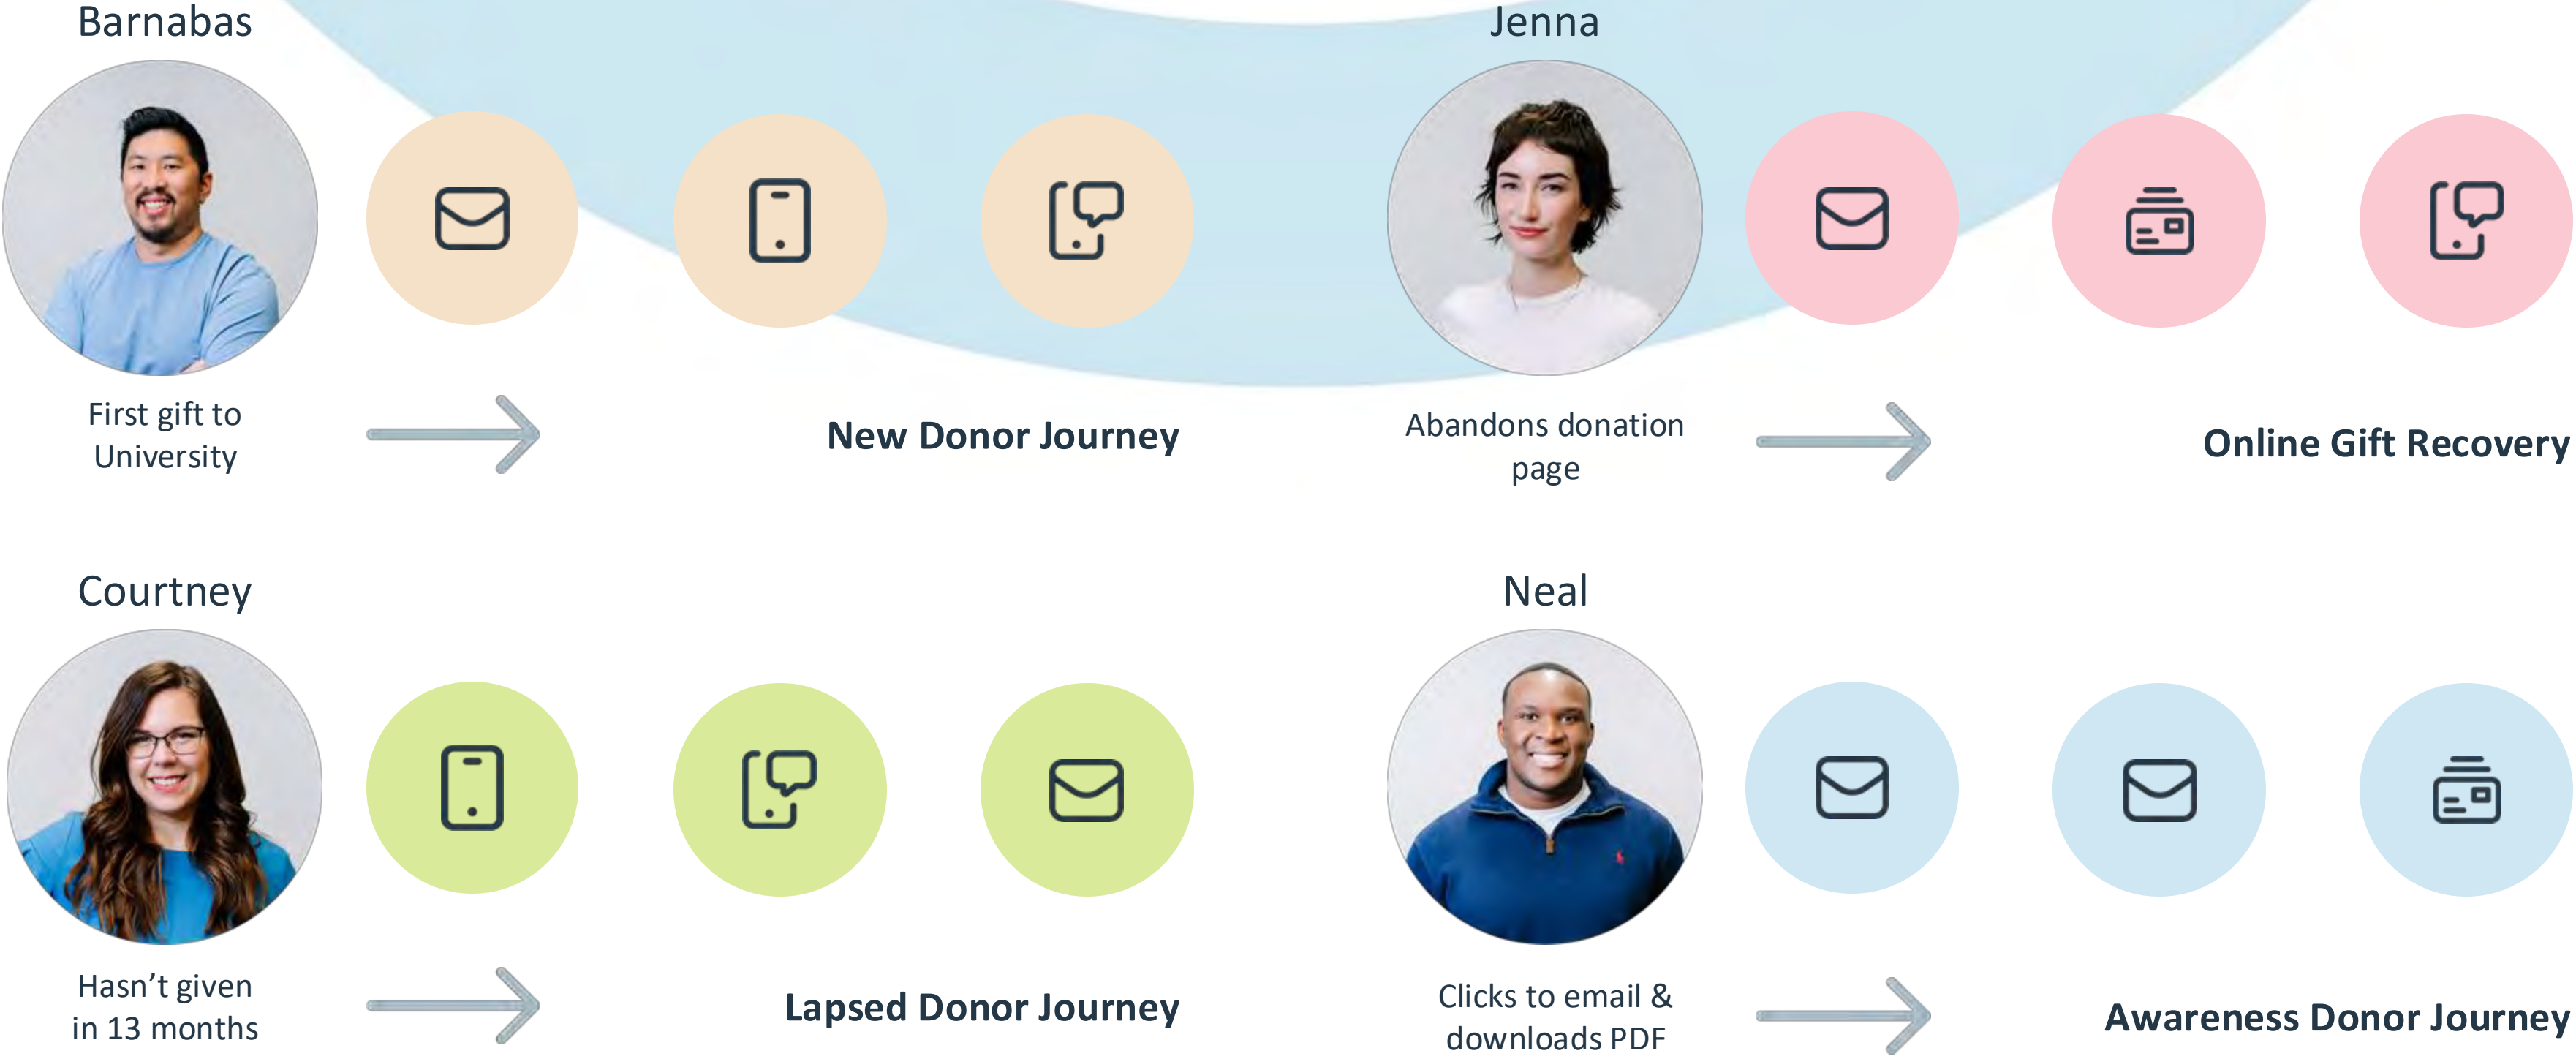 Barnabas
First gift to
University
New Donor Journey
Jenna
Abandons donation
page
Online Gift Recovery
Courtney
Hasn’t given
in 13 months
Lapsed Donor Journey
Neal
Clicks to email &
downloads PDF
Awareness Donor Journey